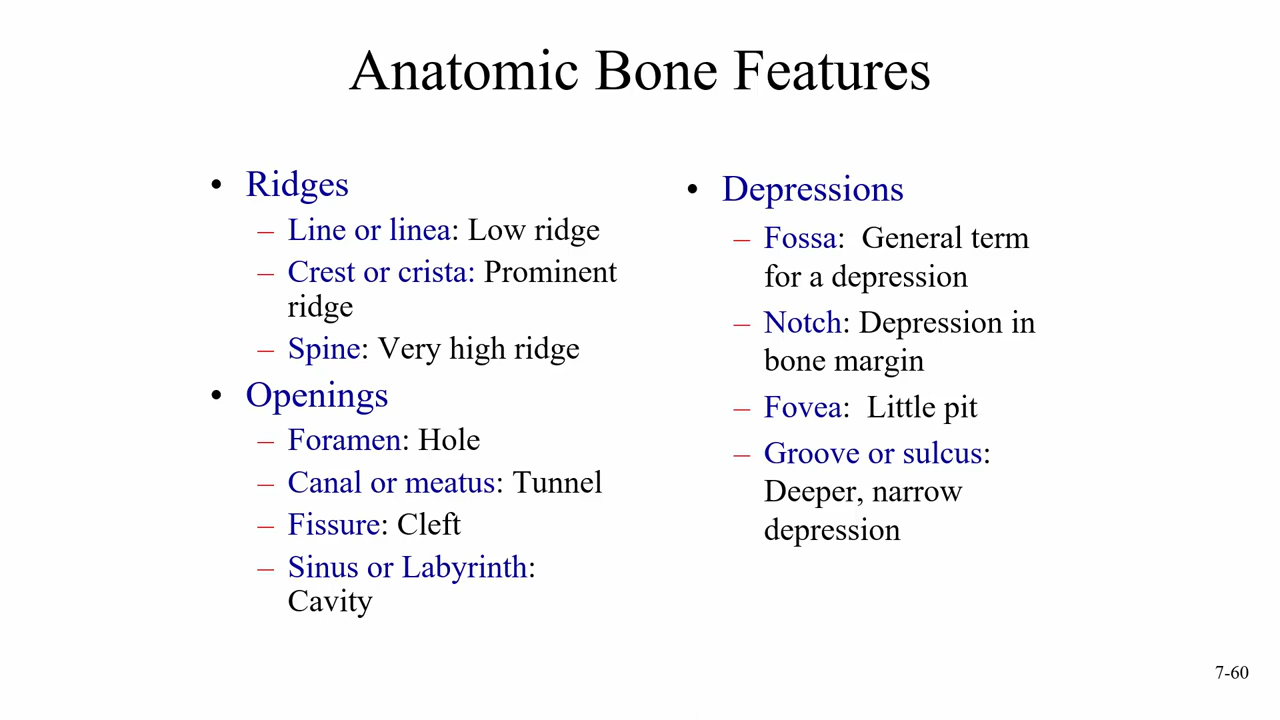 Anatomic Bone Features
• Ridges
– Line or linea: Low ridge
– Crest or crista: Prominent
ridge
– Spine: Very high ridge
• Openings
– Foramen: Hole
– Canal or meatus: Tunnel
– Fissure: Cleft
– Sinus or Labyrinth:
Cavity
• Depressions
– Fossa:  General term
for a depression
– Notch: Depression in
bone margin
– Fovea:  Little pit
– Groove or sulcus:
Deeper, narrow
depression
7-60